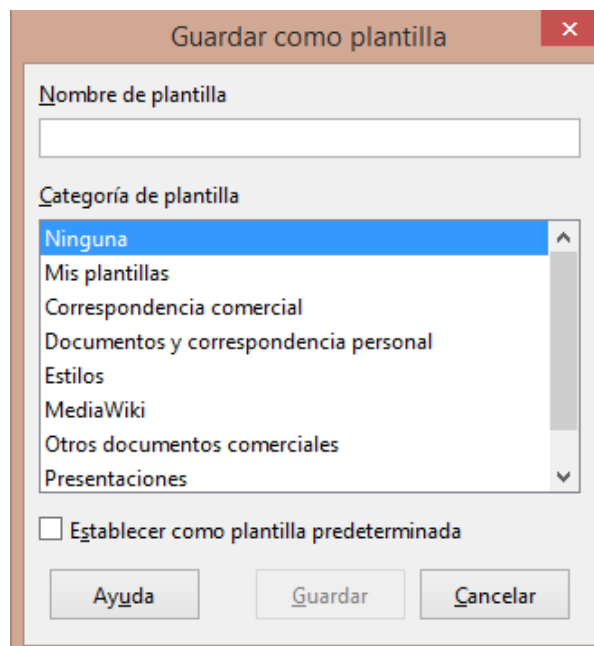 Guardar como plantilla
Nombre de plantilla
Categoría de plantilla
Ninguna
Mis plantillas
Correspondencia comercial
Documentos y correspondencia personal
Estilos
MediaWiki
Otros documentos comerciales
Presentaciones
Establecer como plantilla predeterminada
Ayuda Guardar Cancelar